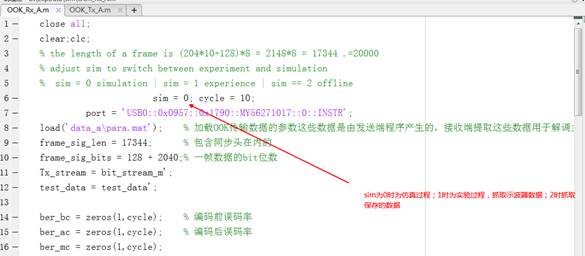 OOK_Rx_A.m × OOK_Tx_A.m ×
1 — close all;
2 — clear;clc;
3 % the length of a frame is (204*10+128)*8 = 2148*8 = 17344 .=20000
4 % adjust sim to switch between experiment and simulation
5 % sim = 0 simulation | sim = 1 experience | sim == 2 offline
6 — sim = 0; cycle = 10;
7 — port = 'USB0::0x0957::0x1790::MY56271017::0::INSTR';
8 — load('data_a\para.mat'); % 加载OOK传输数据的参数这些数据是由发送端程序产生的，接收端提取这些数据用于解调
9 — frame_sig_len = 17344; % 包含同步头在内的
10 — frame_sig_bits = 128 + 2040;% 一帧数据的bit位数
11 — Tx_stream = bit_stream_m';
12 — test_data = test_data';
sim为0时为仿真过程；1时为实验过程，抓取示波器数据；2时抓取
保存的数据
13
14 — ber_bc = zeros(1,cycle); % 编码前误码率
15 — ber_ac = zeros(1,cycle); % 编码后误码率
16 — ber_mc = zeros(1,cycle);